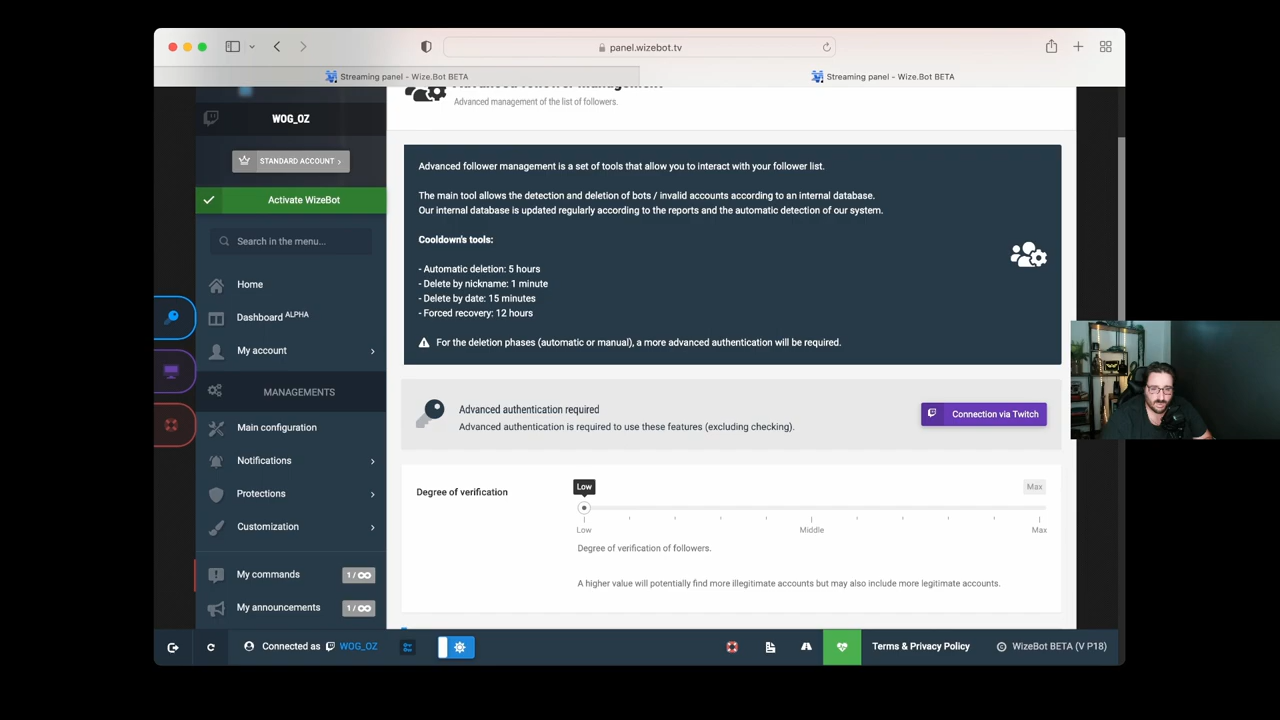 panel.wizebot.tv
Streaming panel - Wize.Bot BETA
Streaming panel - Wize.Bot BETA
Advanced follower management
Advanced management of the list of followers.
WOG_OZ
STANDARD ACCOUNT
Activate WizeBot
Search in the menu...
Home
Dashboard ALPHA
My account
MANAGEMENTS
Main configuration
Notifications
Protections
Customization
My commands 1 / ∞
My announcements 1 / ∞
Advanced follower management is a set of tools that allow you to interact with your follower list.
The main tool allows the detection and deletion of bots / invalid accounts according to an internal database.
Our internal database is updated regularly according to the reports and the automatic detection of our system.
Cooldown's tools:
- Automatic deletion: 5 hours
- Delete by nickname: 1 minute
- Delete by date: 15 minutes
- Forced recovery: 12 hours
For the deletion phases (automatic or manual), a more advanced authentication will be required.
Advanced authentication required
Advanced authentication is required to use these features (excluding checking).
Connection via Twitch
Degree of verification
Low
Max
Low Middle Max
Degree of verification of followers.
A higher value will potentially find more illegitimate accounts but may also include more legitimate accounts.
Connected as WOG_OZ
Terms & Privacy Policy
© WizeBot BETA (V P18)